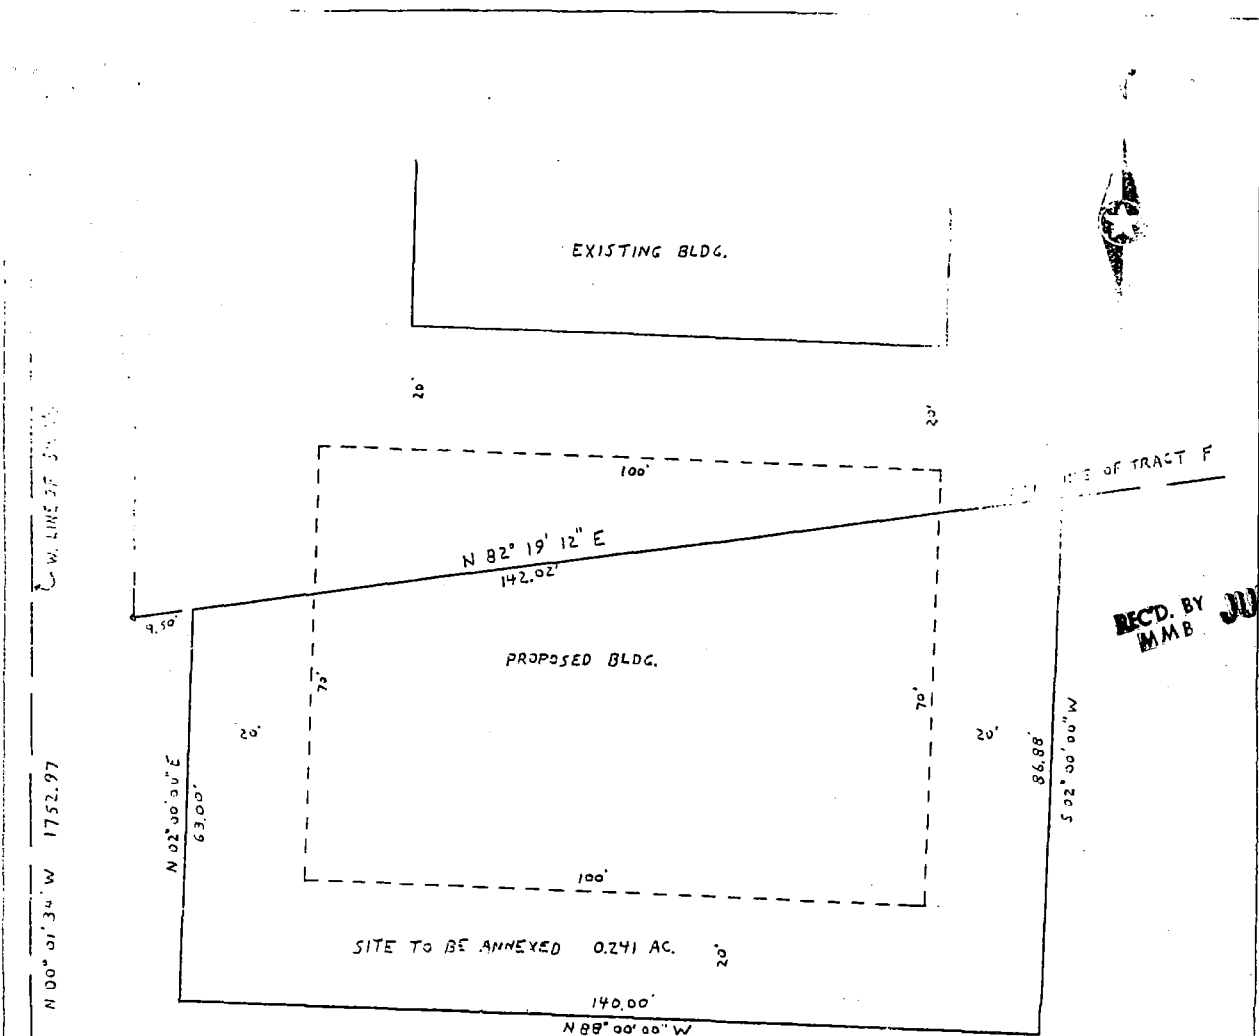 EXISTING BLDG.
20'
20'
100'
OF TRACT F
N 82° 19' 12" E
142.02'
9.50'
REC'D. BY
MMB
PROPOSED BLDG.
70'
70'
20'
20'
W. LINE OF
N 02° 00' 00" E
63.00'
86.88'
S 02° 00' 00" W
N 00° 01' 34" W 1752.97
100'
SITE TO BE ANNEXED 0.241 AC.
20'
140.00'
N 88° 00' 00" W